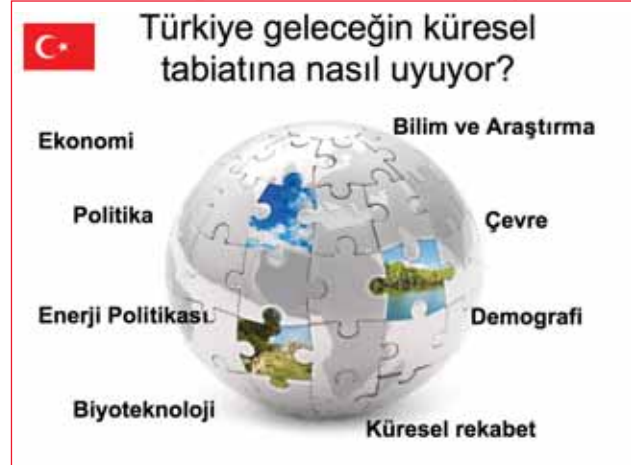 Türkiye geleceğin küresel
tabiatına nasıl uyuyor?
Ekonomi
Bilim ve Araştırma
Politika
Çevre
Enerji Politikası
Demografi
Biyoteknoloji
Küresel rekabet